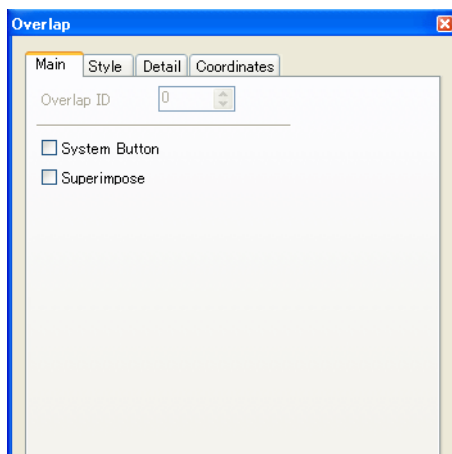 Overlap
Main Style Detail Coordinates
Overlap ID 0
System Button
Superimpose